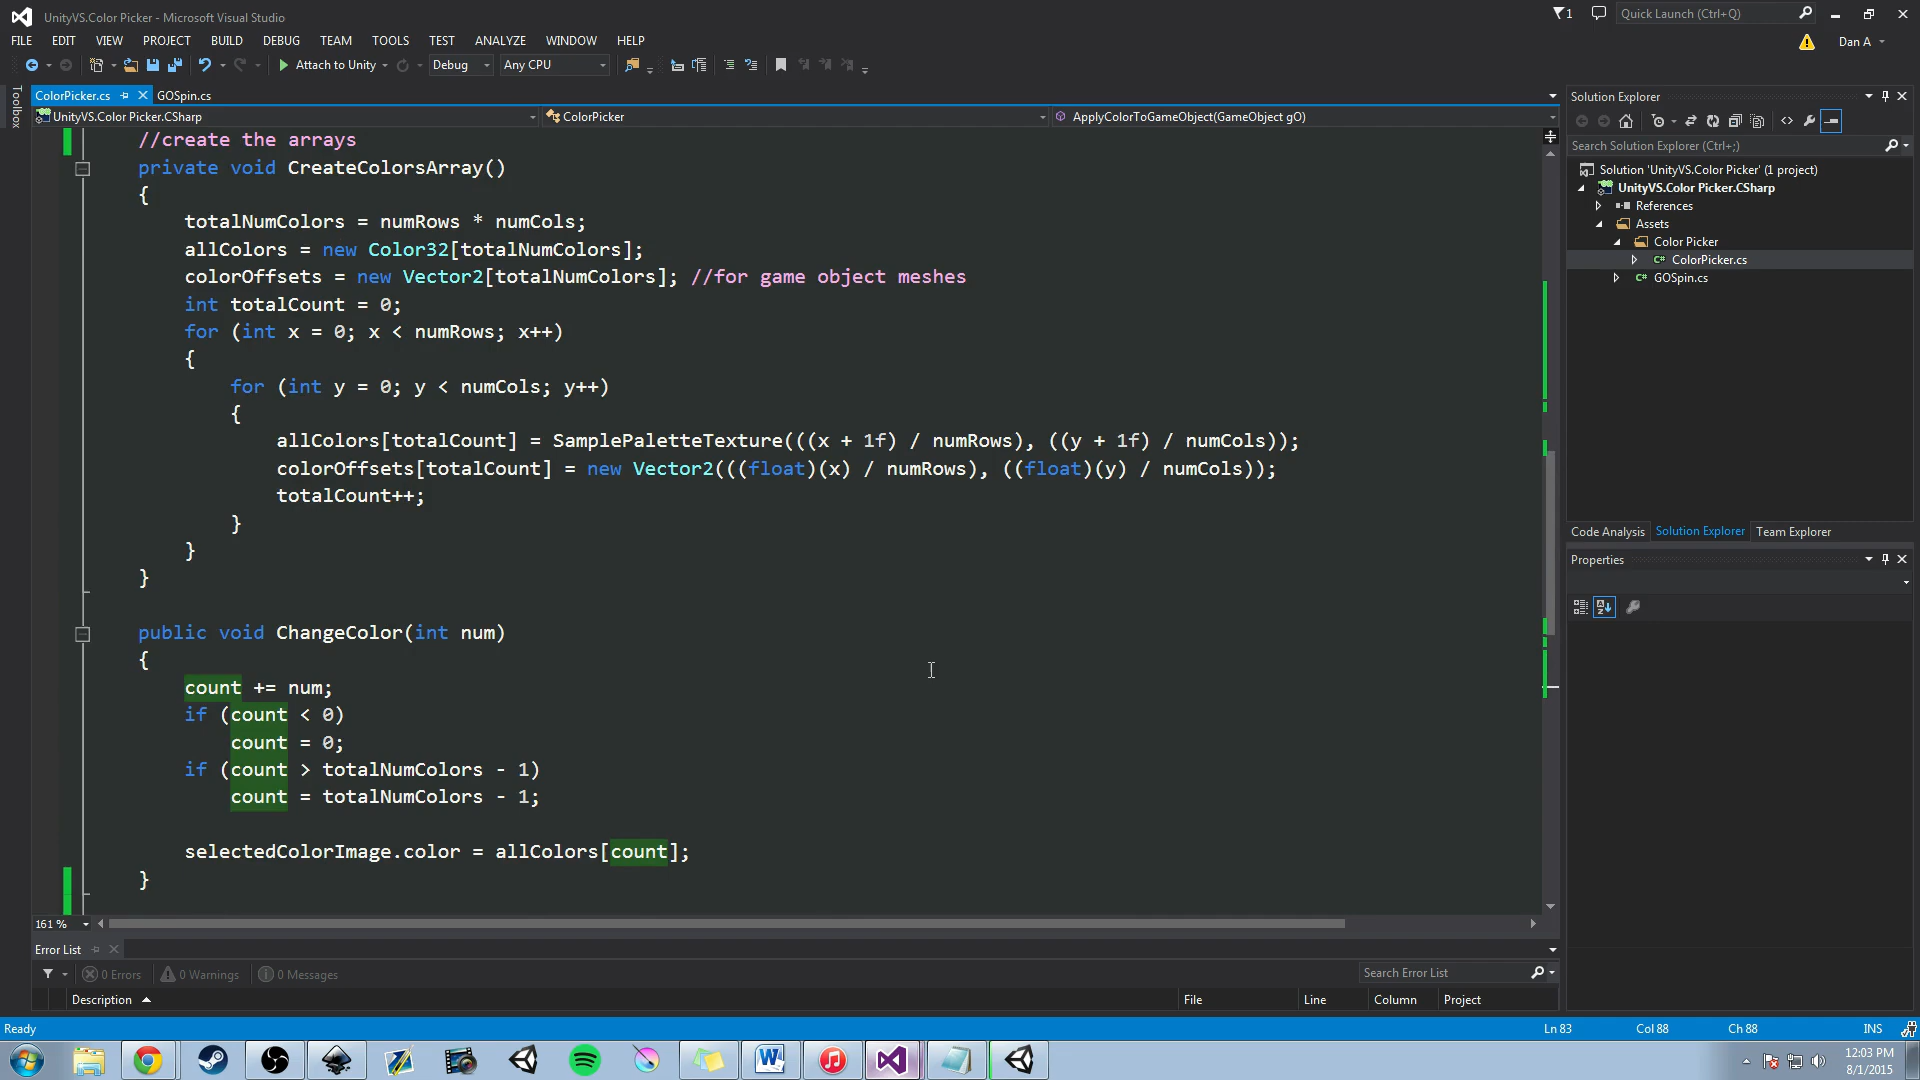 UnityVS.Color Picker - Microsoft Visual Studio
1
Quick Launch (Ctrl+Q)
FILE EDIT VIEW PROJECT BUILD DEBUG TEAM TOOLS TEST ANALYZE WINDOW HELP
Dan A
Attach to Unity Debug Any CPU
Toolbox
ColorPicker.cs GOSpin.cs
UnityVS.Color Picker.CSharp ColorPicker ApplyColorToGameObject(GameObject gO)
//create the arrays
private void CreateColorsArray()
{
totalNumColors = numRows * numCols;
allColors = new Color32[totalNumColors];
colorOffsets = new Vector2[totalNumColors]; //for game object meshes
int totalCount = 0;
for (int x = 0; x < numRows; x++)
{
for (int y = 0; y < numCols; y++)
{
allColors[totalCount] = SamplePaletteTexture(((x + 1f) / numRows), ((y + 1f) / numCols));
colorOffsets[totalCount] = new Vector2(((float)(x) / numRows), ((float)(y) / numCols));
totalCount++;
}
}
}
public void ChangeColor(int num)
{
count += num;
if (count < 0)
count = 0;
if (count > totalNumColors - 1)
count = totalNumColors - 1;
selectedColorImage.color = allColors[count];
}
161 %
Solution Explorer
Search Solution Explorer (Ctrl+;)
Solution 'UnityVS.Color Picker' (1 project)
UnityVS.Color Picker.CSharp
References
Assets
Color Picker
C# ColorPicker.cs
C# GOSpin.cs
Code Analysis Solution Explorer Team Explorer
Properties
Error List
0 Errors 0 Warnings 0 Messages
Search Error List
Description File Line Column Project
Ready Ln 83 Col 88 Ch 88 INS
12:03 PM
8/1/2015